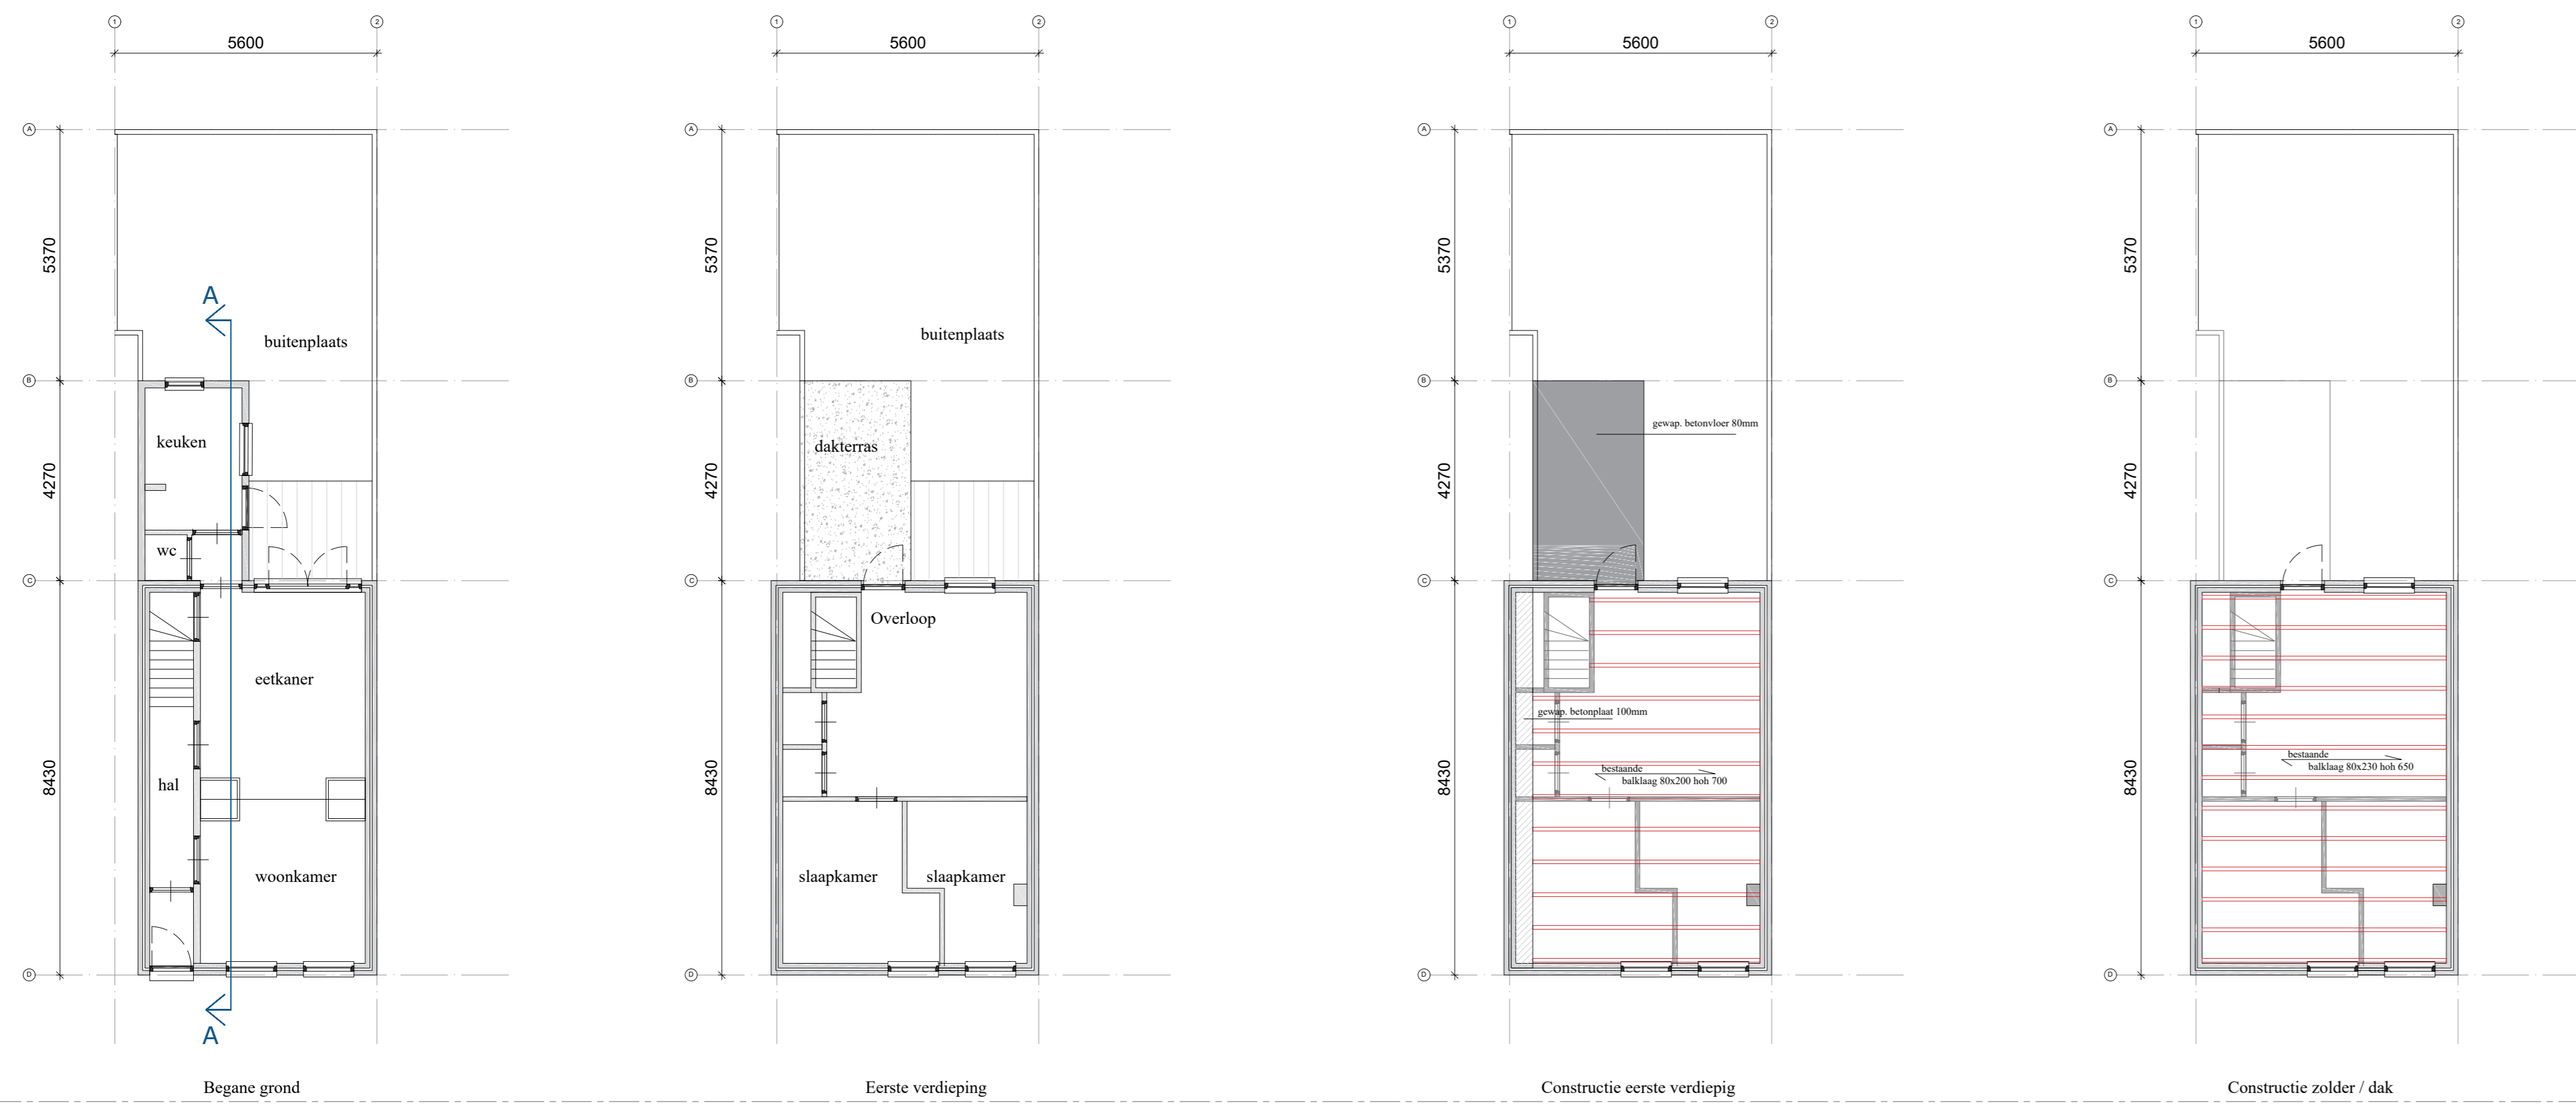 1
2
5600
A
5370
A
buitenplaats
B
keuken
4270
wc
C
eetkaner
hal
8430
woonkamer
D
A
Begane grond
1
2
5600
A
5370
buitenplaats
B
dakterras
4270
C
Overloop
8430
slaapkamer
slaapkamer
D
Eerste verdieping
1
2
5600
A
5370
B
gewap. betonvloer 80mm
4270
C
gewap. betonplaat 100mm
bestaande
balklaag 80x200 hoh 700
8430
D
Constructie eerste verdiepig
1
2
5600
A
5370
B
4270
C
bestaande
balklaag 80x230 hoh 650
8430
D
Constructie zolder / dak